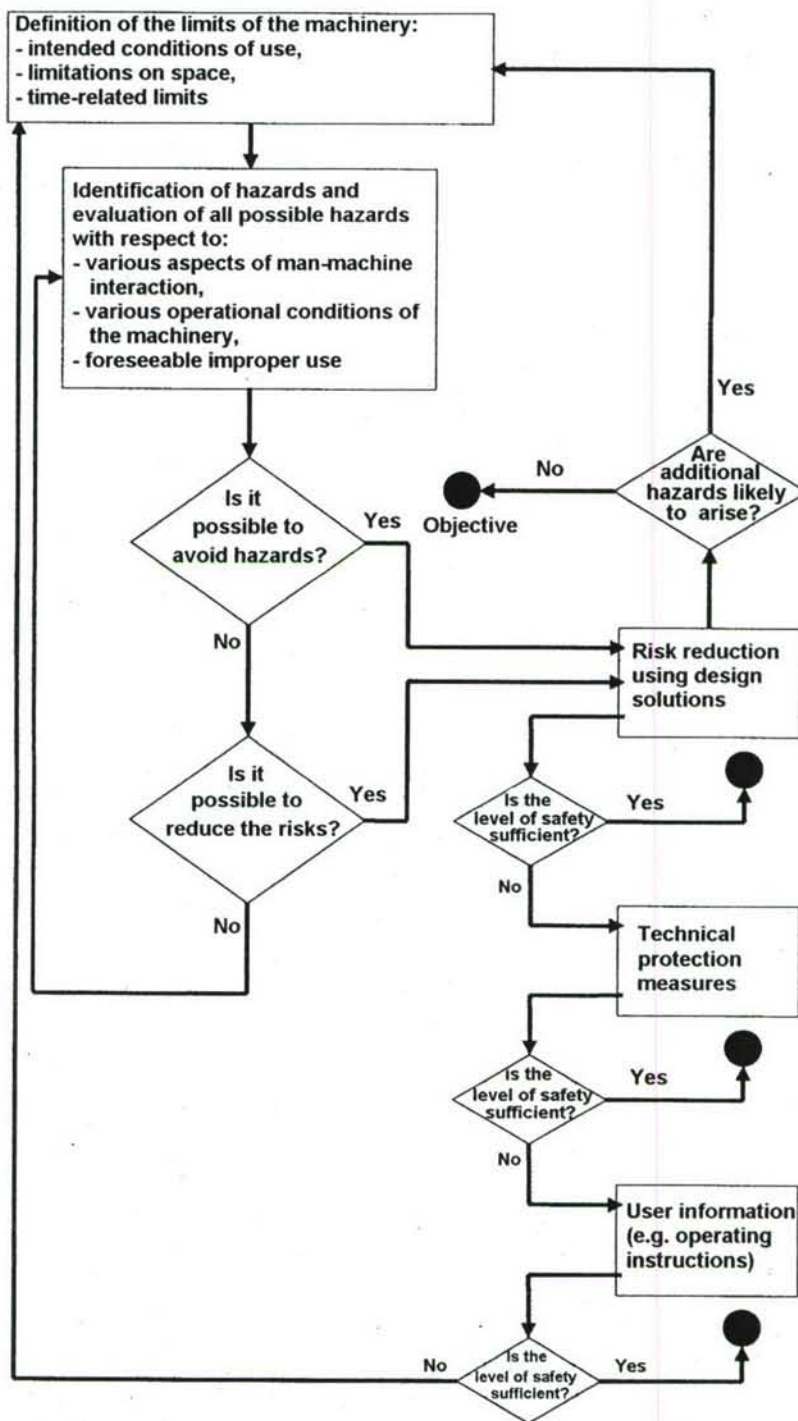 Definition of the limits of the machinery:
- intended conditions of use,
- limitations on space,
- time-related limits
Identification of hazards and
evaluation of all possible hazards
with respect to:
- various aspects of man-machine
interaction,
- various operational conditions of
the machinery,
- foreseeable improper use
Yes
Are
additional
hazards likely
to arise?
No
Objective
Is it
possible to
avoid hazards?
Yes
No
Risk reduction
using design
solutions
Is it
possible to
reduce the risks?
Yes
No
Is the
level of safety
sufficient?
Yes
No
Technical
protection
measures
Is the
level of safety
sufficient?
Yes
No
User information
(e.g. operating
instructions)
Is the
level of safety
sufficient?
No
Yes